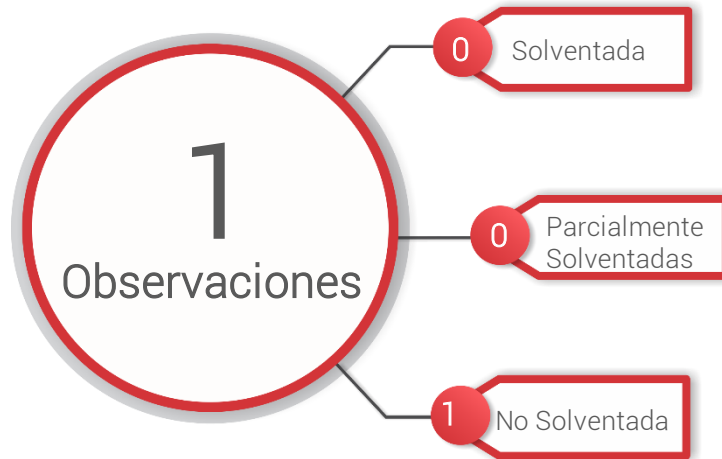 1
Observaciones
0
Solventada
0
Parcialmente
Solventadas
1
No Solventada